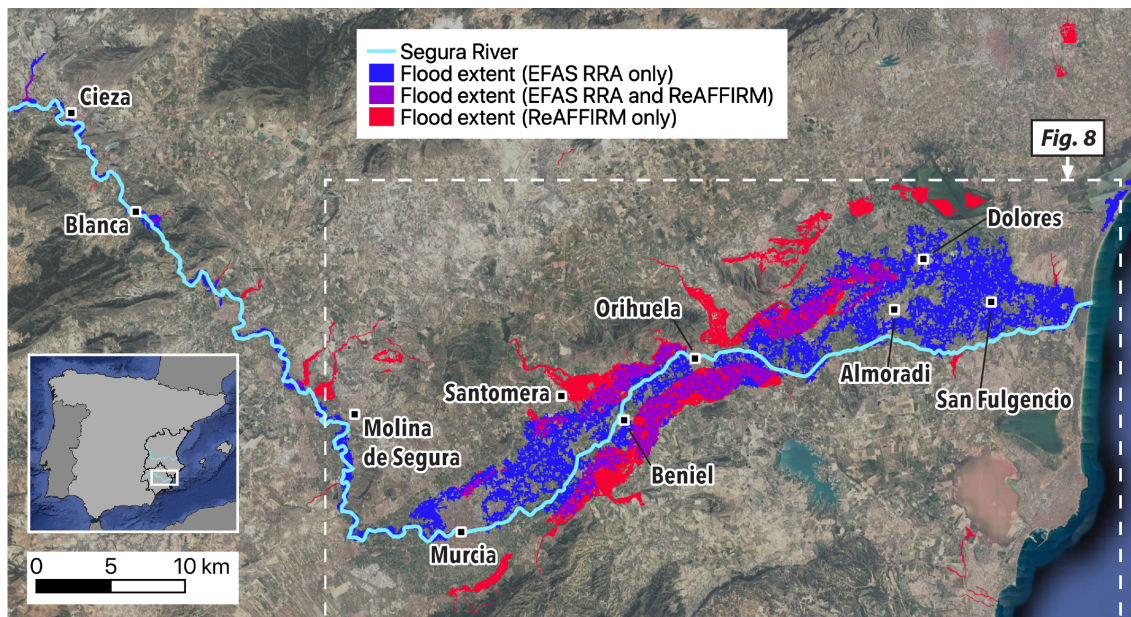 Segura River
Flood extent (EFAS RRA only)
Flood extent (EFAS RRA and ReAFFIRM)
Flood extent (ReAFFIRM only)
Cieza
Fig. 8
Blanca
Dolores
Orihuela
Santomera
Almoradi
San Fulgencio
Molina
de Segura
Beniel
Murcia
0 5 10 km